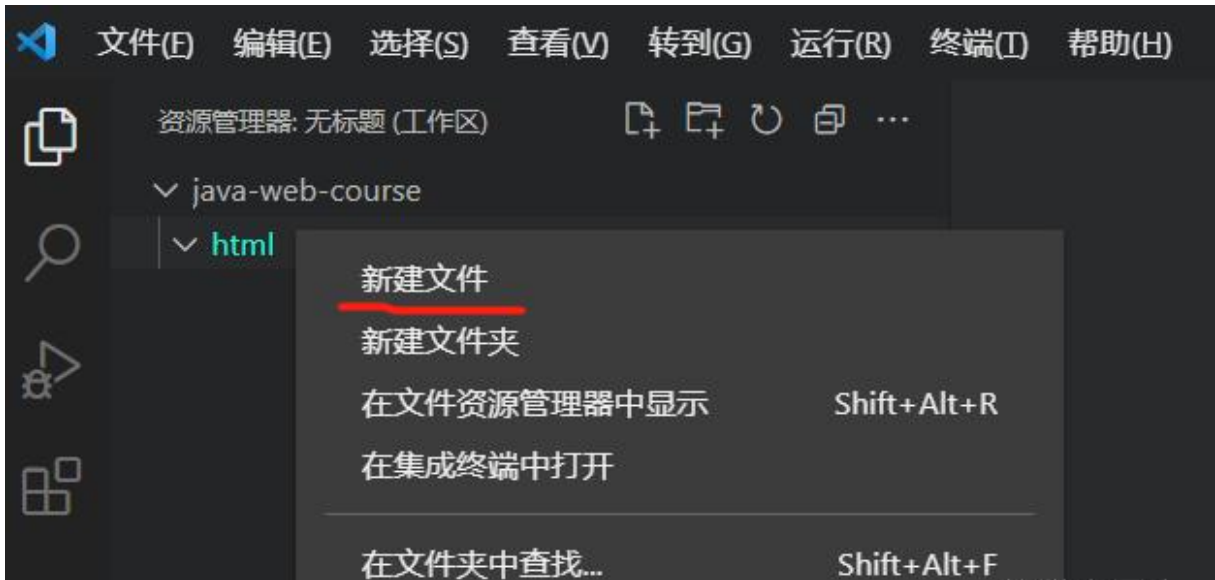 文件(F) 编辑(E) 选择(S) 查看(V) 转到(G) 运行(R) 终端(T) 帮助(H)
资源管理器: 无标题 (工作区)
java-web-course
html
新建文件
新建文件夹
在文件资源管理器中显示 Shift+Alt+R
在集成终端中打开
在文件夹中查找... Shift+Alt+F